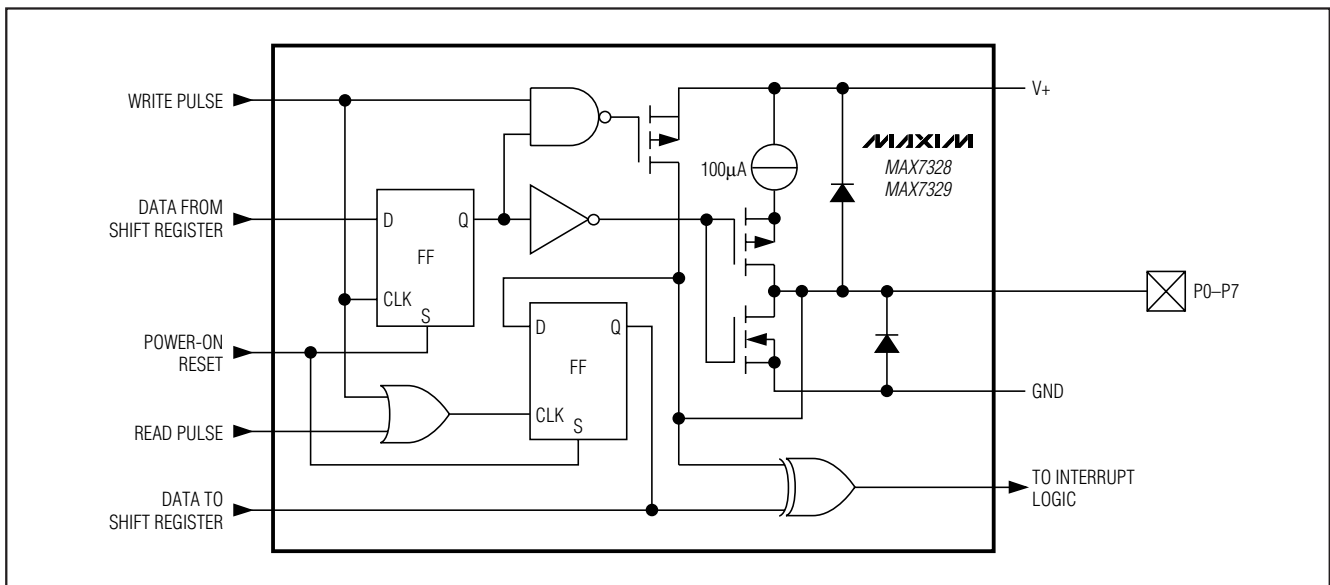 WRITE PULSE
V+
MAXIM
MAX7328
MAX7329
100µA
DATA FROM
SHIFT REGISTER
D
Q
FF
CLK
S
P0–P7
POWER-ON
RESET
D
Q
FF
CLK
S
GND
READ PULSE
DATA TO
SHIFT REGISTER
TO INTERRUPT
LOGIC